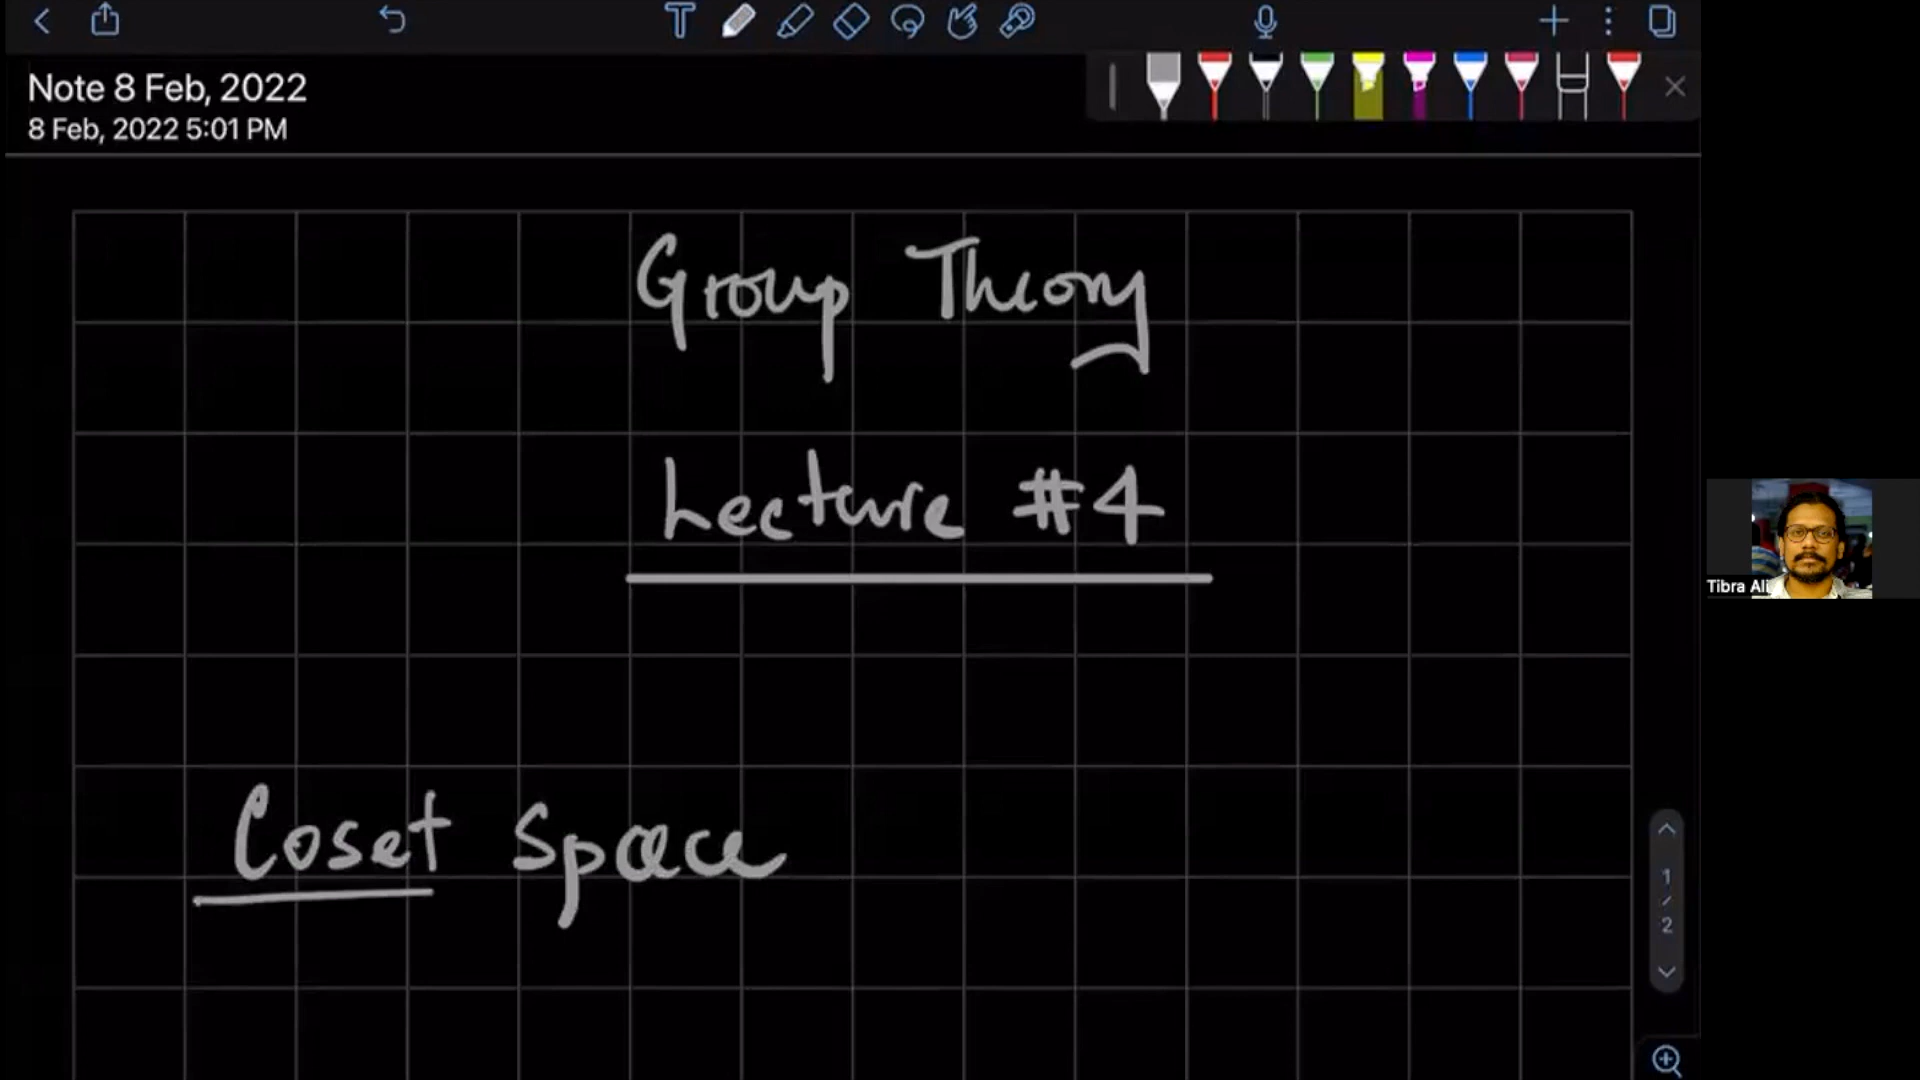 Note 8 Feb, 2022
8 Feb, 2022 5:01 PM
Group Theory
Lecture #4
Coset Space
1
/
2
Tibra Ali